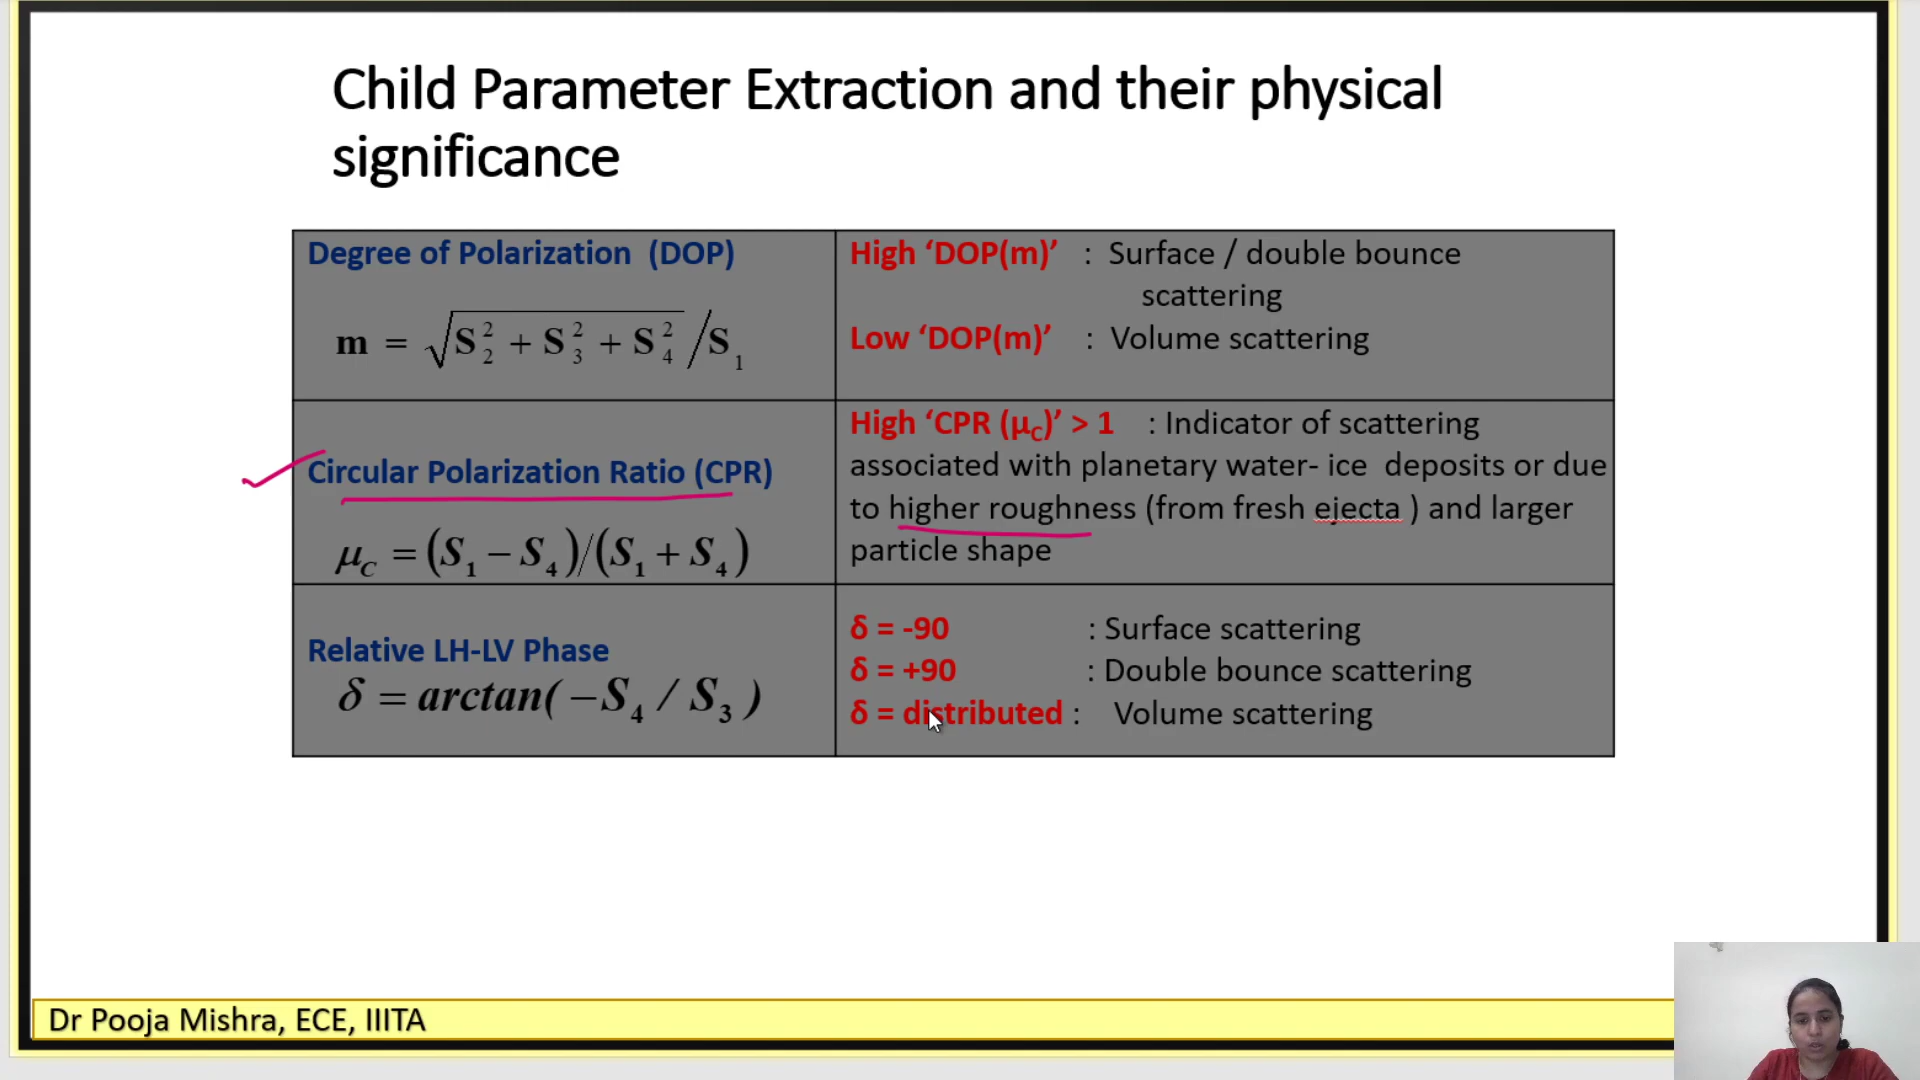 Child Parameter Extraction and their physical
significance
Degree of Polarization (DOP)
m = √S₂² + S₃² + S₄² / S₁
High ‘DOP(m)’ : Surface / double bounce
scattering
Low ‘DOP(m)’ : Volume scattering
Circular Polarization Ratio (CPR)
μ_C = (S₁ – S₄)/(S₁ + S₄)
High ‘CPR (μ_C)’ > 1 : Indicator of scattering
associated with planetary water- ice deposits or due
to higher roughness (from fresh ejecta ) and larger
particle shape
Relative LH-LV Phase
δ = arctan( –S₄ / S₃ )
δ = -90 : Surface scattering
δ = +90 : Double bounce scattering
δ = distributed : Volume scattering
Dr Pooja Mishra, ECE, IIITA